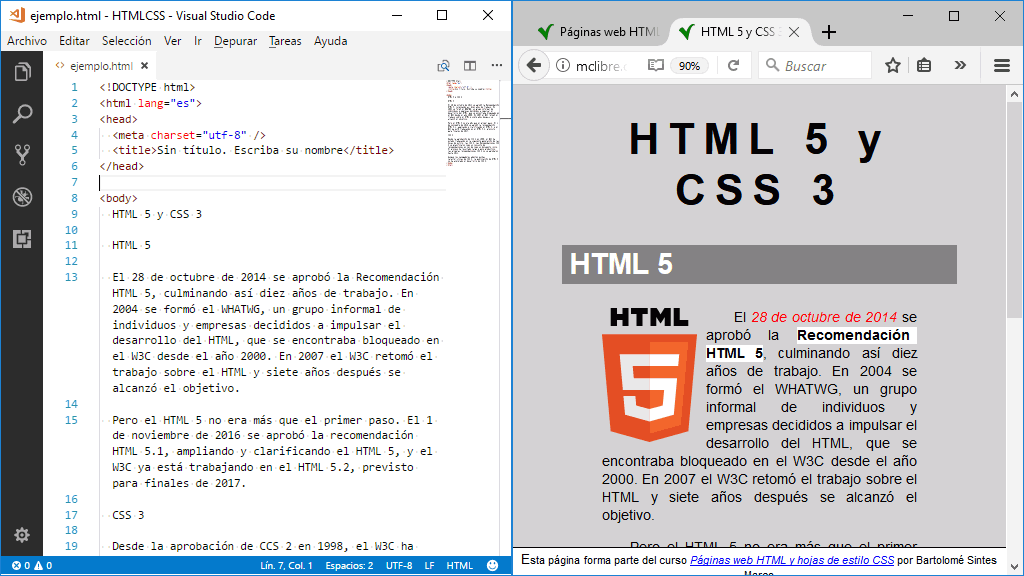 ejemplo.html - HTMLCSS - Visual Studio Code
Archivo Editar Selección Ver Ir Depurar Tareas Ayuda
<> ejemplo.html
1 <!DOCTYPE html>
2 <html lang="es">
3 <head>
4 <meta charset="utf-8" />
5 <title>Sin título. Escriba su nombre</title>
6 </head>
7
8 <body>
9 HTML 5 y CSS 3
10
11 HTML 5
12
13 El 28 de octubre de 2014 se aprobó la Recomendación
HTML 5, culminando así diez años de trabajo. En
2004 se formó el WHATWG, un grupo informal de
individuos y empresas decididos a impulsar el
desarrollo del HTML, que se encontraba bloqueado en
el W3C desde el año 2000. En 2007 el W3C retomó el
trabajo sobre el HTML y siete años después se
alcanzó el objetivo.
14
15 Pero el HTML 5 no era más que el primer paso. El 1
de noviembre de 2016 se aprobó la recomendación
HTML 5.1, ampliando y clarificando el HTML 5, y el
W3C ya está trabajando en el HTML 5.2, previsto
para finales de 2017.
16
17 CSS 3
18
19 Desde la aprobación de CCS 2 en 1998, el W3C ha
0 0 Lín. 7, Col. 1 Espacios: 2 UTF-8 LF HTML
Páginas web HTML
HTML 5 y CSS
mclibre. 90% Buscar
HTML 5 y
CSS 3
HTML 5
HTML
5
El 28 de octubre de 2014 se
aprobó la Recomendación
HTML 5, culminando así diez
años de trabajo. En 2004 se
formó el WHATWG, un grupo
informal de individuos y
empresas decididos a impulsar el
desarrollo del HTML, que se
encontraba bloqueado en el W3C desde el año
2000. En 2007 el W3C retomó el trabajo sobre el
HTML y siete años después se alcanzó el
objetivo.
Pero el HTML 5 no era más que el primer
Esta página forma parte del curso Páginas web HTML y hojas de estilo CSS por Bartolomé Sintes
Marco